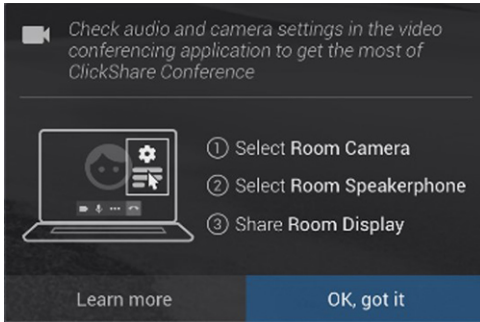 Check audio and camera settings in the video
conferencing application to get the most of
ClickShare Conference
① Select Room Camera
② Select Room Speakerphone
③ Share Room Display
Learn more
OK, got it